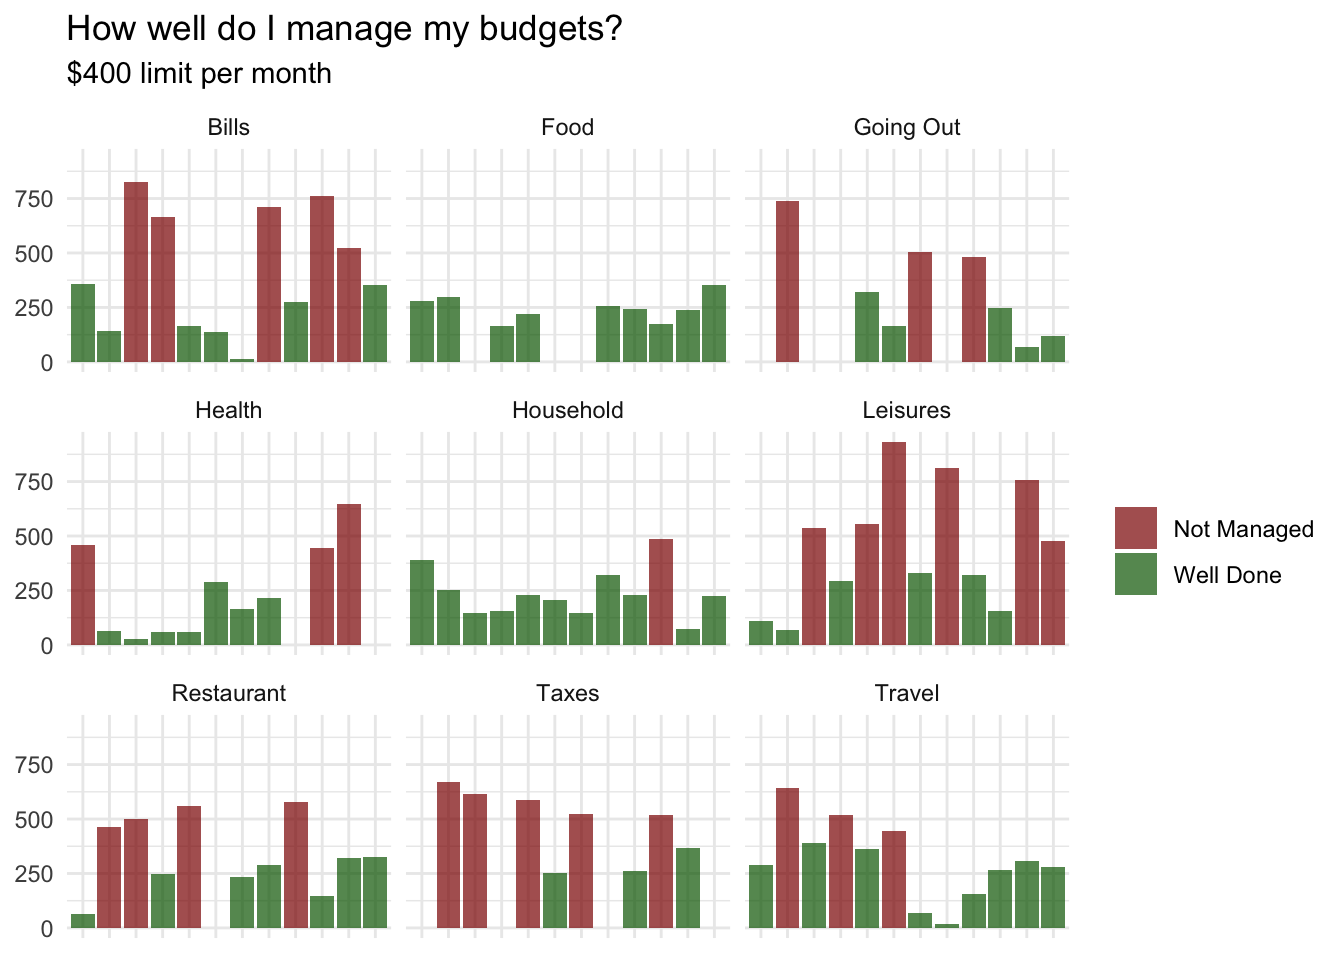 How well do I manage my budgets?
$400 limit per month
Bills Food Going Out
750
500
250
0
Health Household Leisures
750
500
250
0
Not Managed
Well Done
Restaurant Taxes Travel
750
500
250
0